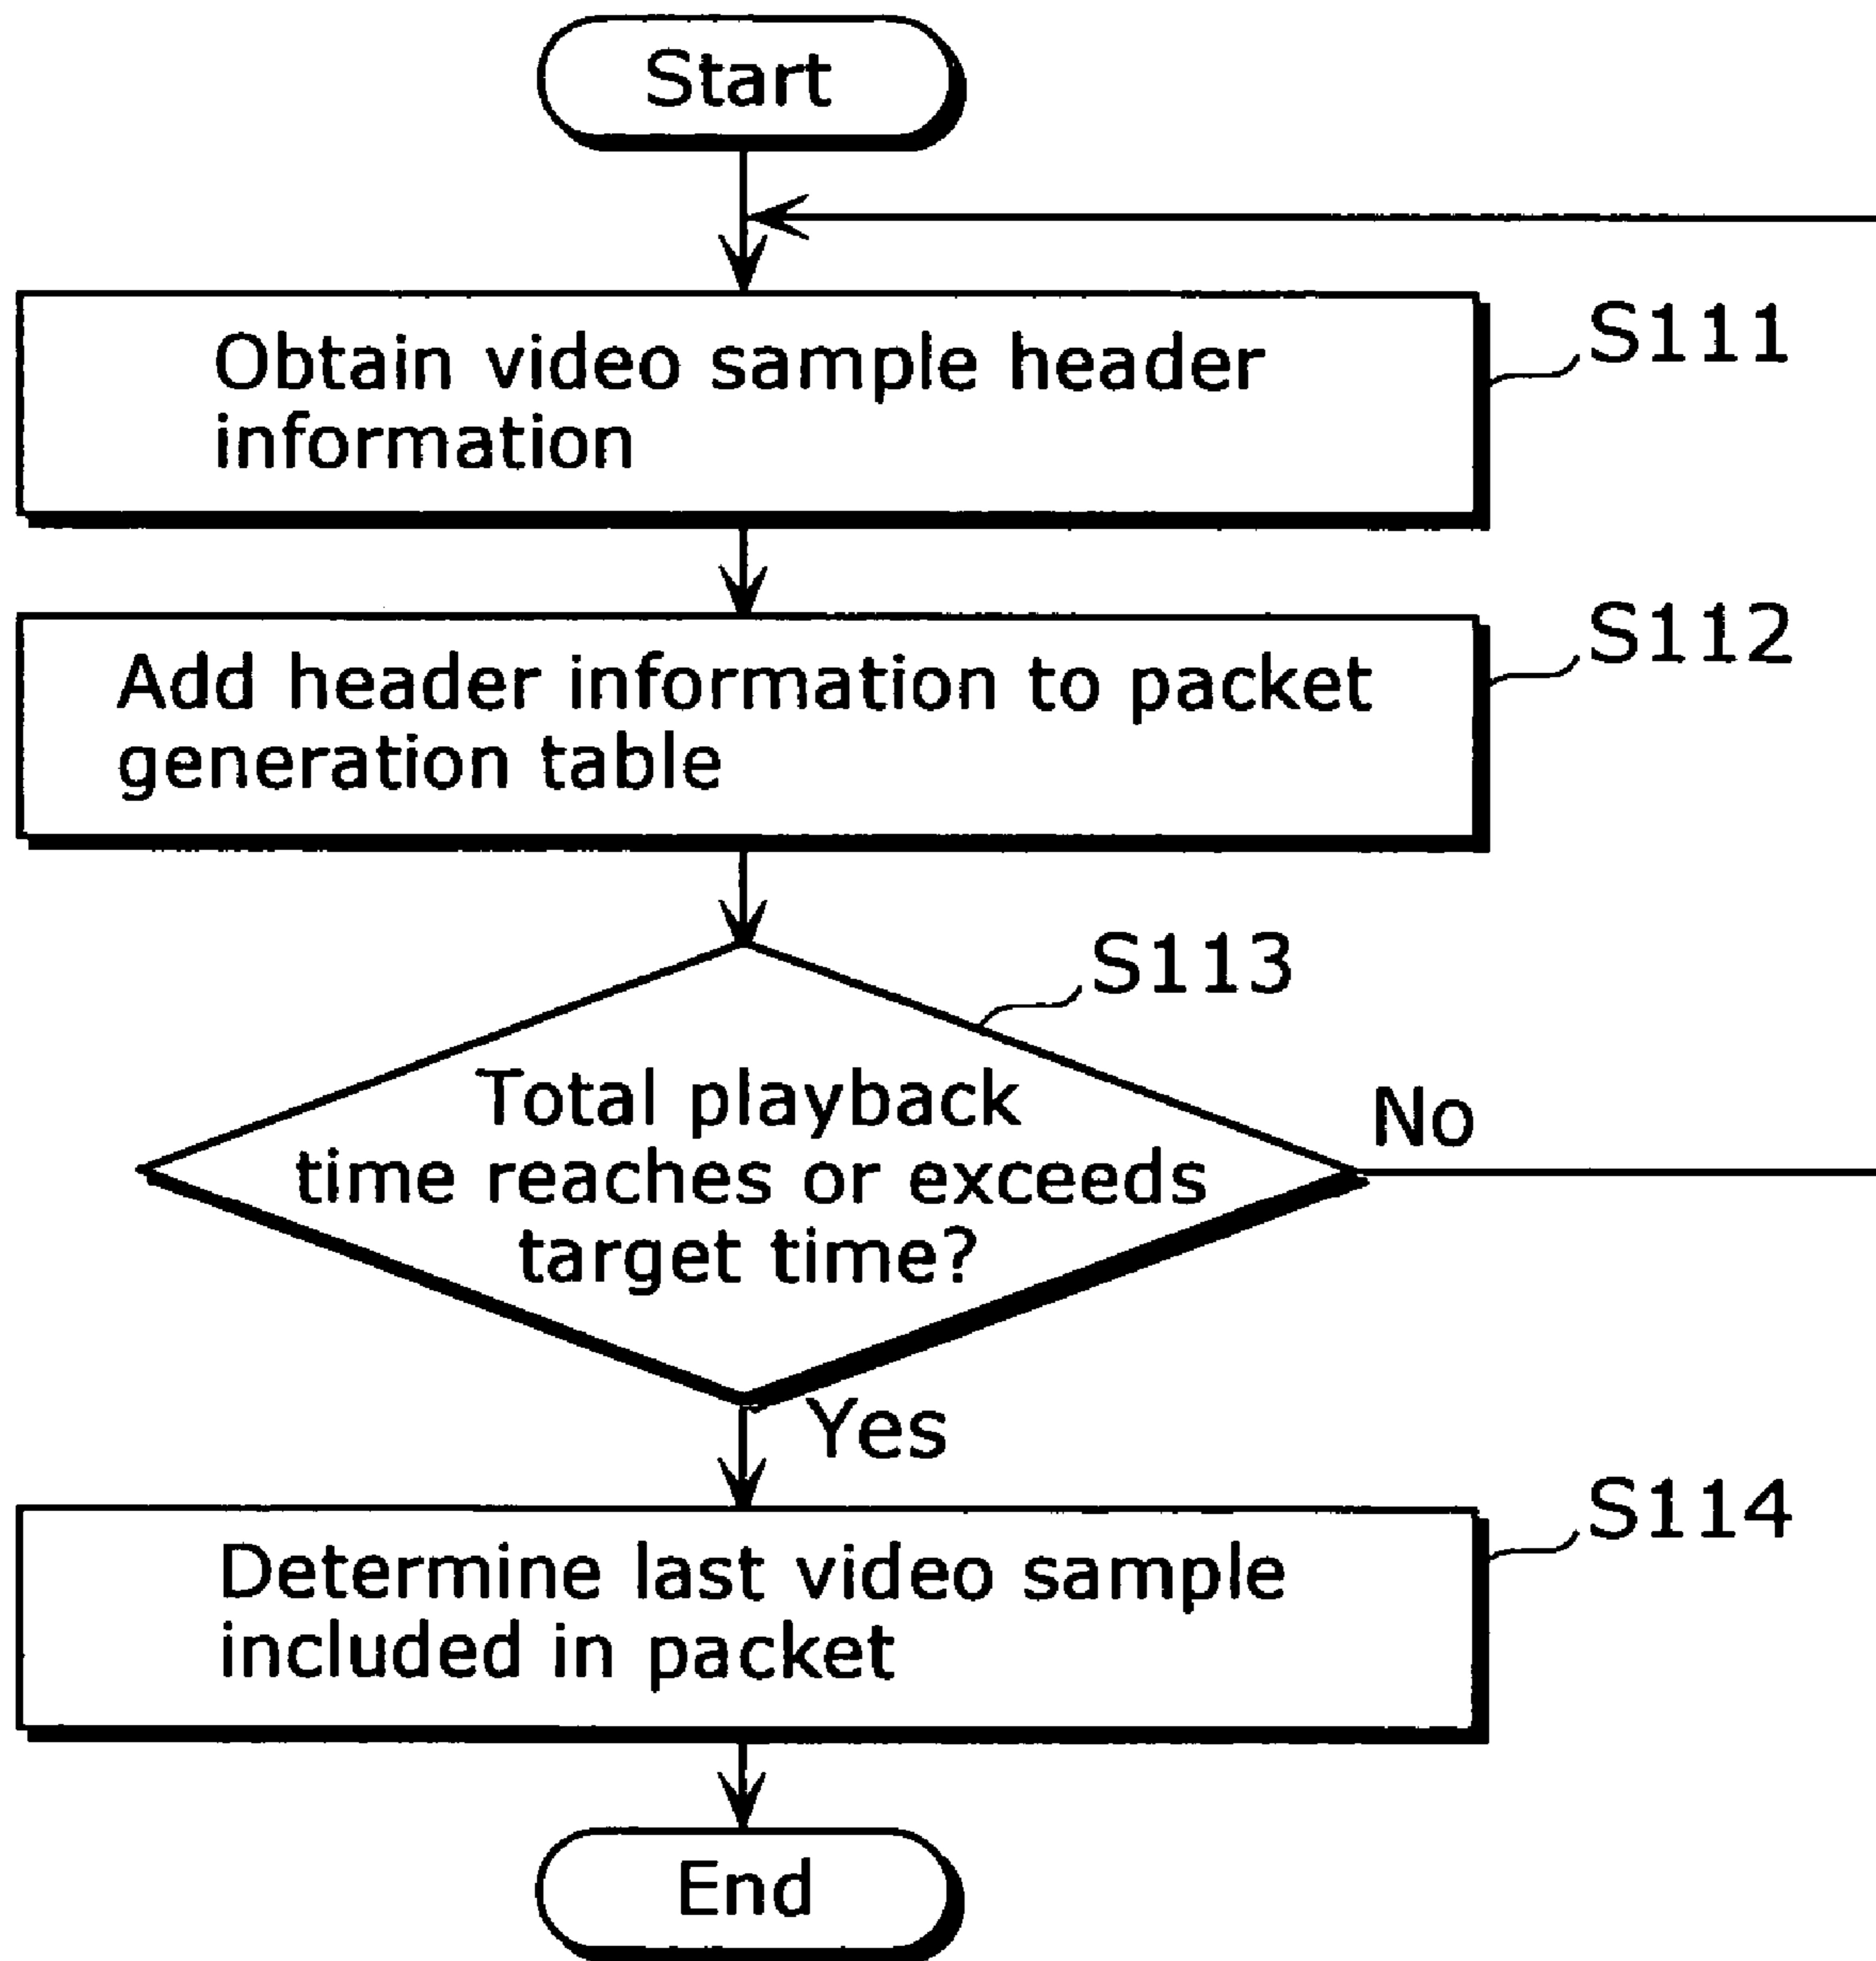 Start
Obtain video sample header
information
S111
Add header information to packet
generation table
S112
S113
Total playback
time reaches or exceeds
target time?
No
Yes
Determine last video sample
included in packet
S114
End